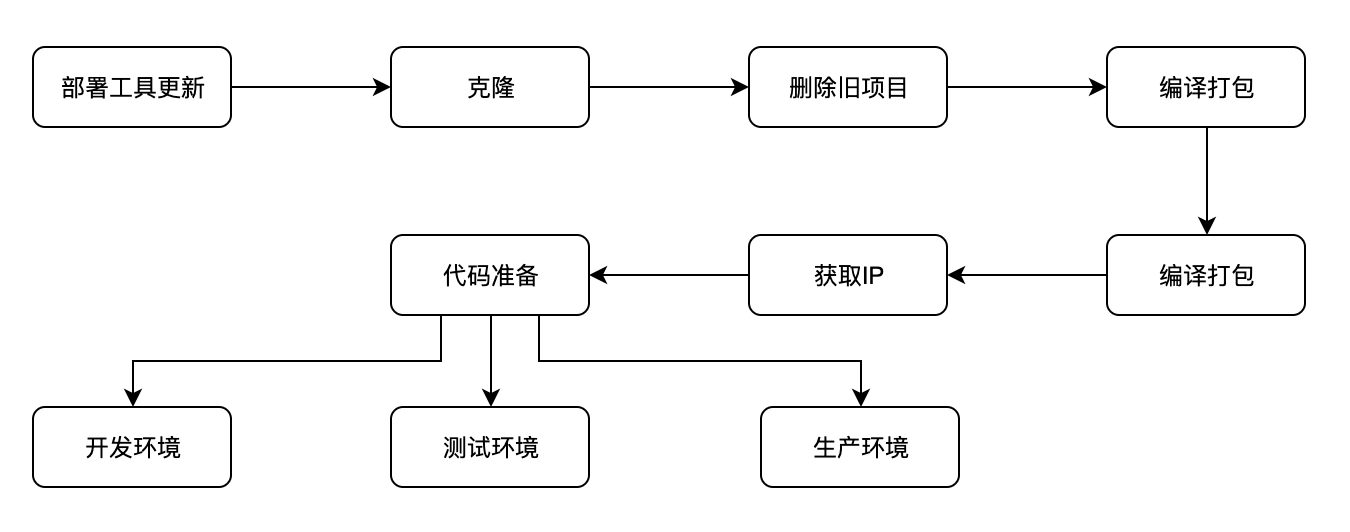 部署工具更新
克隆
删除旧项目
编译打包
代码准备
获取IP
编译打包
开发环境
测试环境
生产环境